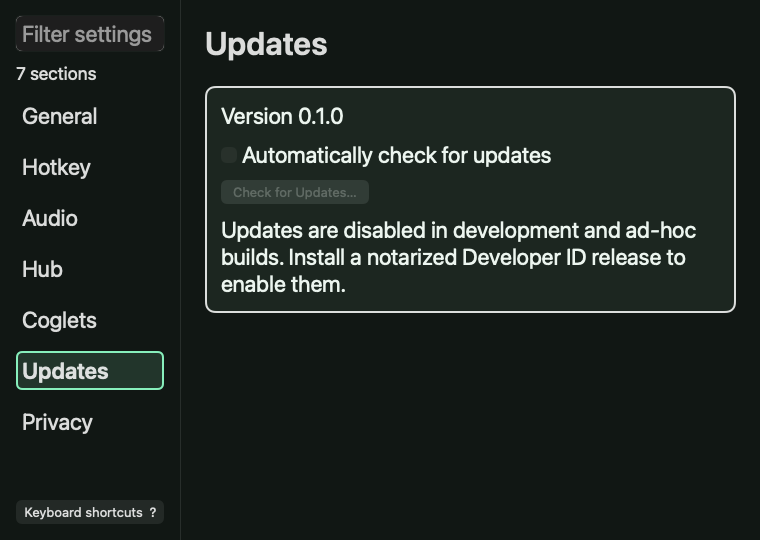 Filter settings
7 sections
General
Hotkey
Audio
Hub
Coglets
Updates
Privacy
Keyboard shortcuts ?
Updates
Version 0.1.0
Automatically check for updates
Check for Updates...
Updates are disabled in development and ad-hoc
builds. Install a notarized Developer ID release to
enable them.